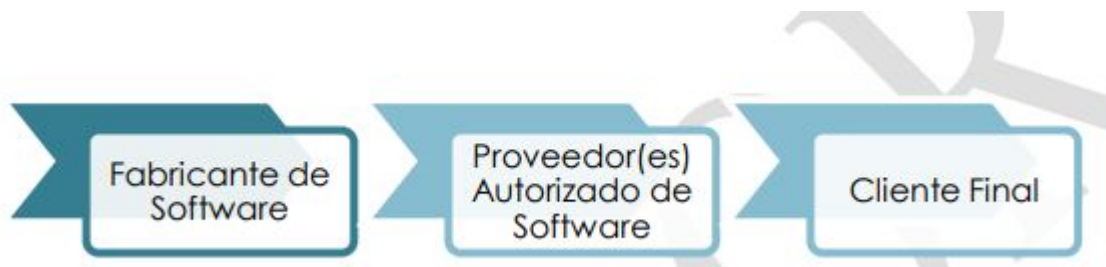 Fabricante de
Software
Proveedor(es)
Autorizado de
Software
Cliente Final